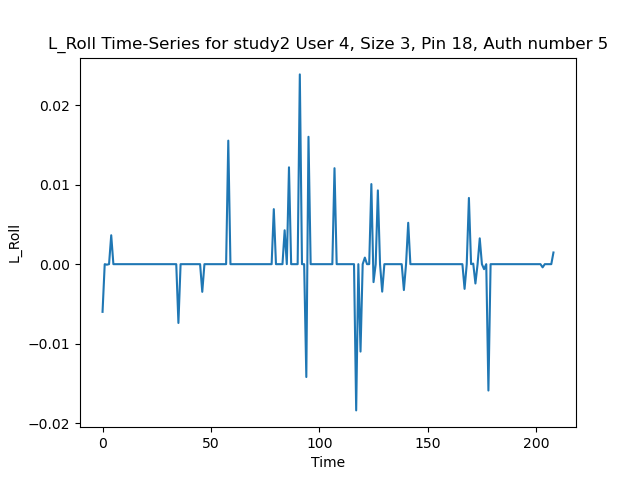 L_Roll Time-Series for study2 User 4, Size 3, Pin 18, Auth number 5
0.02
0.01
0.00
−0.01
−0.02
L_Roll
0 50 100 150 200
Time